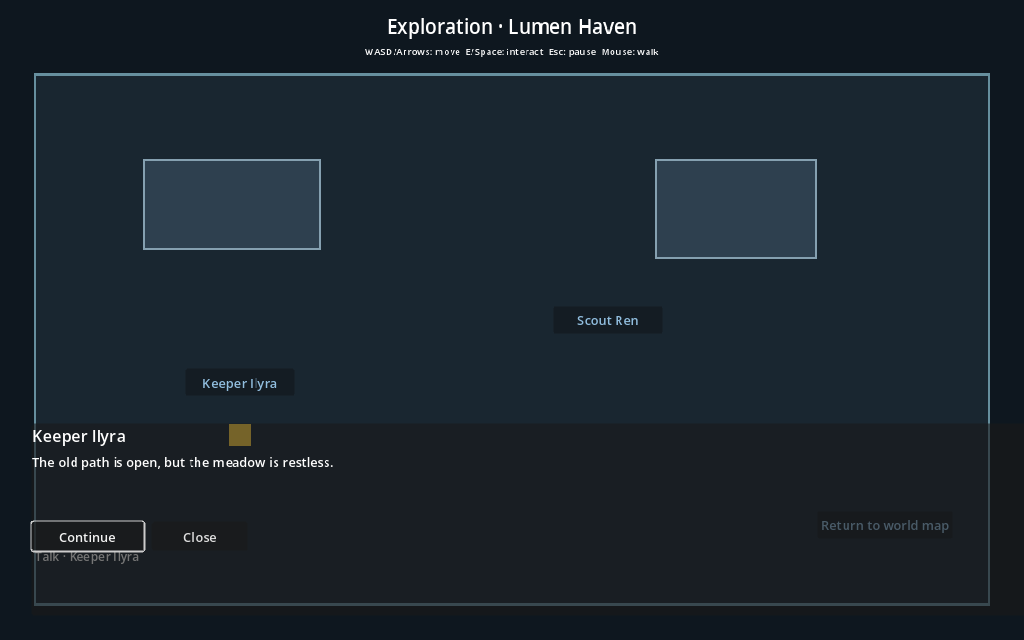 Exploration · Lumen Haven
WASD/Arrows: move E/Space: interact Esc: pause Mouse: walk
Scout Ren
Keeper Ilyra
Keeper Ilyra
The old path is open, but the meadow is restless.
Return to world map
Continue
Close
Talk · Keeper Ilyra